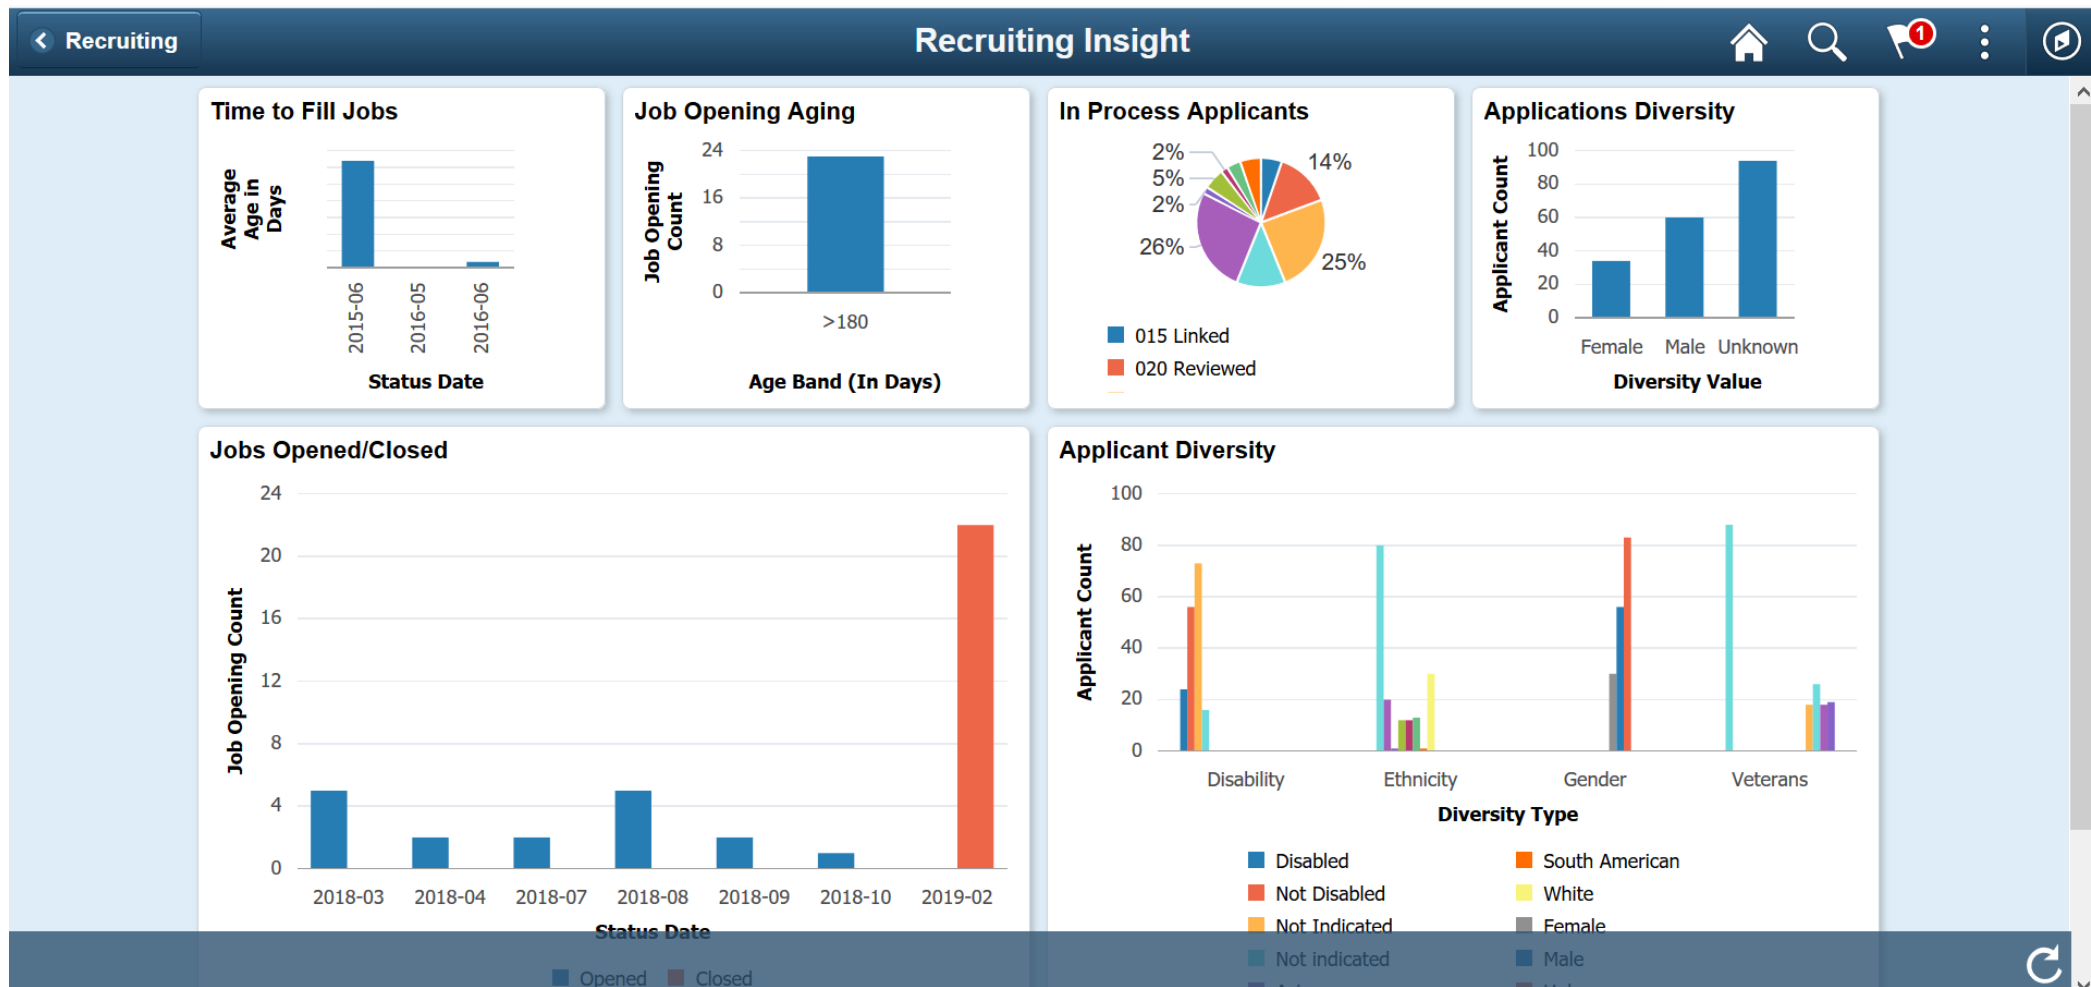 Recruiting
Recruiting Insight
1
Time to Fill Jobs
Average
Age in
Days
2015-06
2016-05
2016-06
Status Date
Job Opening Aging
Job Opening
Count
24
16
8
0
>180
Age Band (In Days)
In Process Applicants
2%
5%
2%
26%
14%
25%
015 Linked
020 Reviewed
Applications Diversity
Applicant Count
100
80
60
40
20
0
Female Male Unknown
Diversity Value
Jobs Opened/Closed
Job Opening Count
24
20
16
12
8
4
0
2018-03 2018-04 2018-07 2018-08 2018-09 2018-10 2019-02
Status Date
Opened Closed
Applicant Diversity
Applicant Count
100
80
60
40
20
0
Disability Ethnicity Gender Veterans
Diversity Type
Disabled
Not Disabled
Not Indicated
Not indicated
South American
White
Female
Male